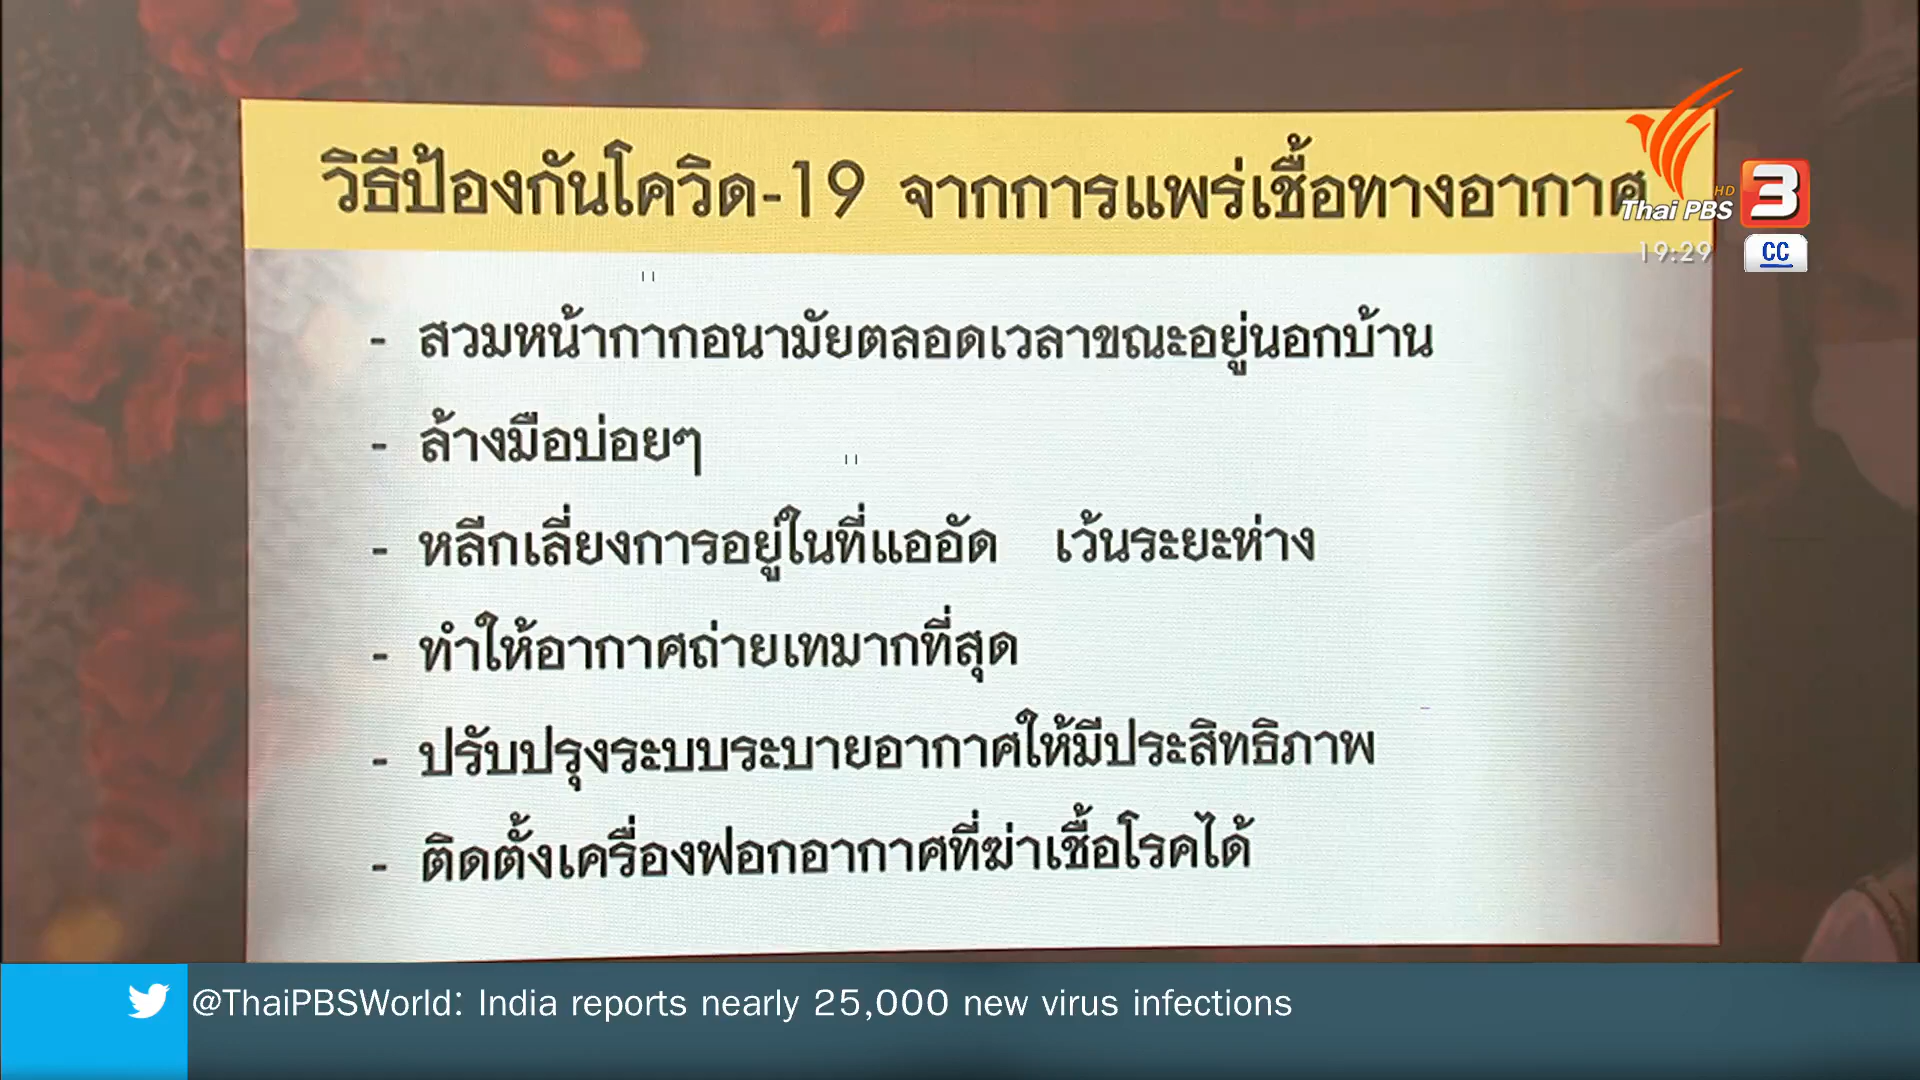 วิธีป้องกันโควิด-19 จากการแพร่เชื้อทางอากาศ
HD
Thai PBS
3
19:29
CC
- สวมหน้ากากอนามัยตลอดเวลาขณะอยู่นอกบ้าน
- ล้างมือบ่อยๆ
- หลีกเลี่ยงการอยู่ในที่แออัด เว้นระยะห่าง
- ทำให้อากาศถ่ายเทมากที่สุด
- ปรับปรุงระบบระบายอากาศให้มีประสิทธิภาพ
- ติดตั้งเครื่องฟอกอากาศที่ฆ่าเชื้อโรคได้
@ThaiPBSWorld: India reports nearly 25,000 new virus infections